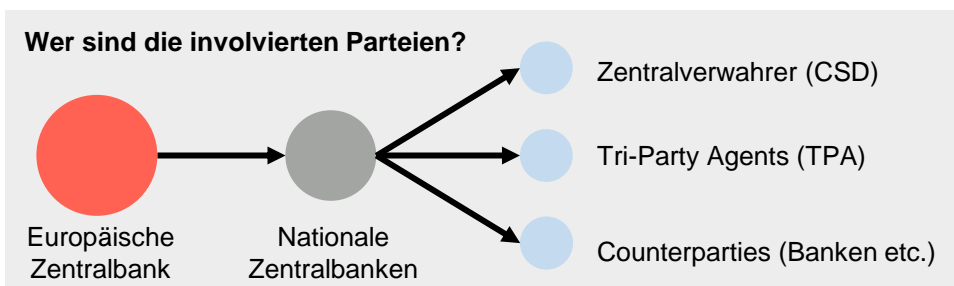 Wer sind die involvierten Parteien?
Zentralverwahrer (CSD)
Tri-Party Agents (TPA)
Counterparties (Banken etc.)
Europäische
Zentralbank
Nationale
Zentralbanken